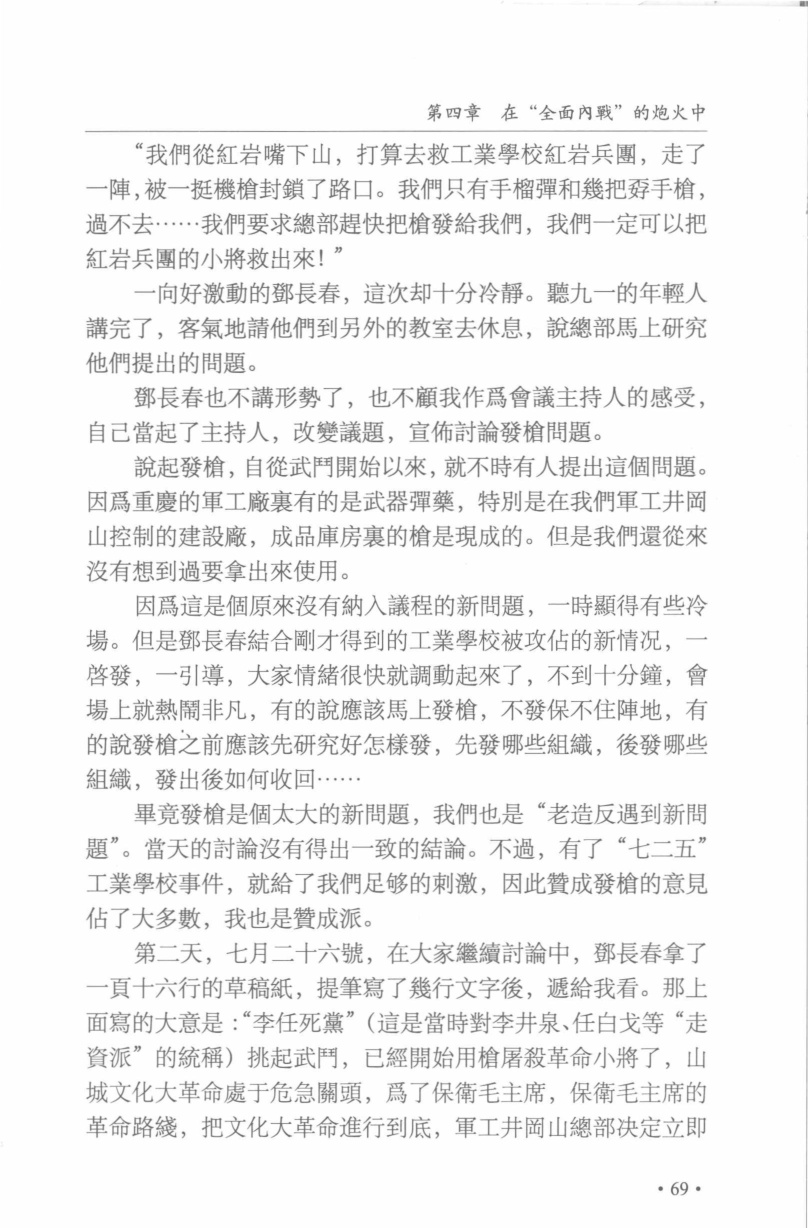 第四章　在“全面內戰”的炮火中
“我們從紅岩嘴下山，打算去救工業學校紅岩兵團，走了
一陣，被一挺機槍封鎖了路口。我們只有手榴彈和幾把孬手槍，
過不去……我們要求總部趕快把槍發給我們，我們一定可以把
紅岩兵團的小將救出來！”
一向好激動的鄧長春，這次却十分冷靜。聽九一的年輕人
講完了，客氣地請他們到另外的教室去休息，說總部馬上研究
他們提出的問題。
鄧長春也不講形勢了，也不顧我作爲會議主持人的感受，
自己當起了主持人，改變議題，宣佈討論發槍問題。
說起發槍，自從武鬥開始以來，就不時有人提出這個問題。
因爲重慶的軍工廠裏有的是武器彈藥，特別是在我們軍工井岡
山控制的建設廠，成品庫房裏的槍是現成的。但是我們還從來
沒有想到過要拿出來使用。
因爲這是個原來沒有納入議程的新問題，一時顯得有些冷
場。但是鄧長春結合剛才得到的工業學校被攻佔的新情况，一
啓發，一引導，大家情緒很快就調動起來了，不到十分鐘，會
場上就熱鬧非凡，有的說應該馬上發槍，不發保不住陣地，有
的說發槍之前應該先研究好怎樣發，先發哪些組織，後發哪些
組織，發出後如何收回……
畢竟發槍是個太大的新問題，我們也是“老造反遇到新問
題”。當天的討論沒有得出一致的結論。不過，有了“七二五”
工業學校事件，就給了我們足够的刺激，因此贊成發槍的意見
佔了大多數，我也是贊成派。
第二天，七月二十六號，在大家繼續討論中，鄧長春拿了
一頁十六行的草稿紙，提筆寫了幾行文字後，遞給我看。那上
面寫的大意是：“李任死黨”（這是當時對李井泉、任白戈等“走
資派”的統稱）挑起武鬥，已經開始用槍屠殺革命小將了，山
城文化大革命處于危急關頭，爲了保衛毛主席，保衛毛主席的
革命路綫，把文化大革命進行到底，軍工井岡山總部决定立即
·69·